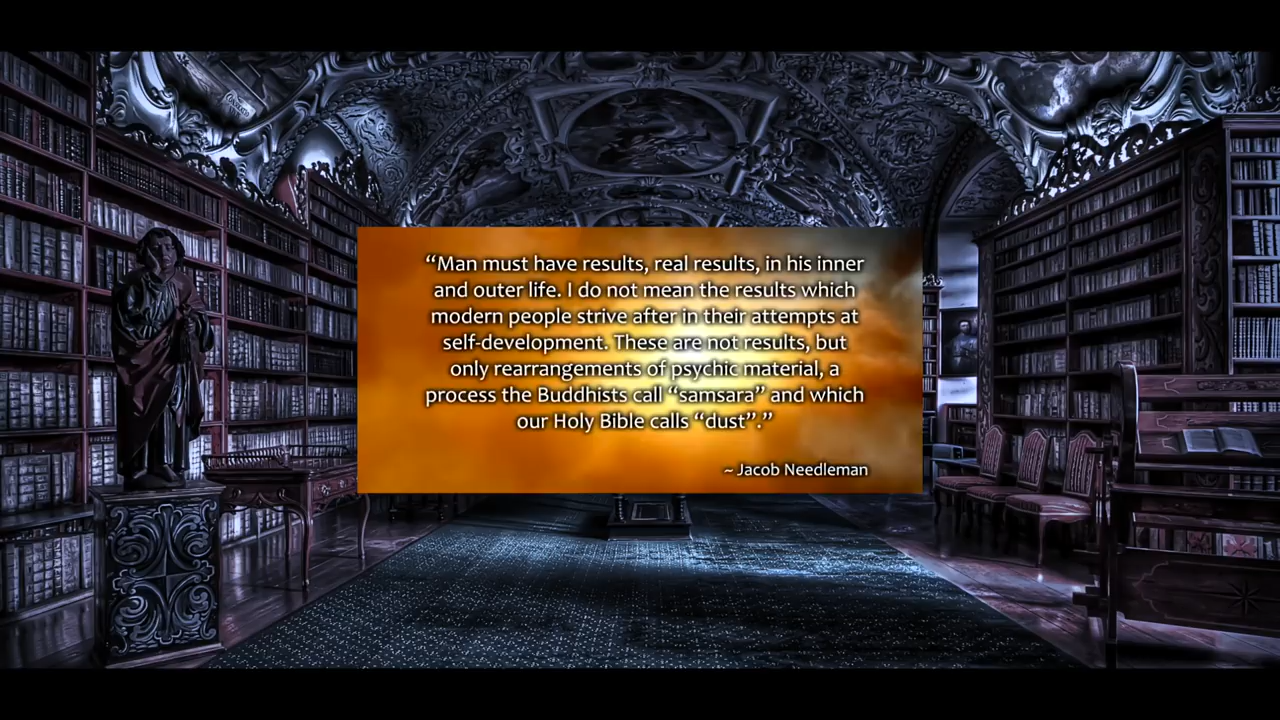 “Man must have results, real results, in his inner
and outer life. I do not mean the results which
modern people strive after in their attempts at
self-development. These are not results, but
only rearrangements of psychic material, a
process the Buddhists call “samsara” and which
our Holy Bible calls “dust”.”
~ Jacob Needleman